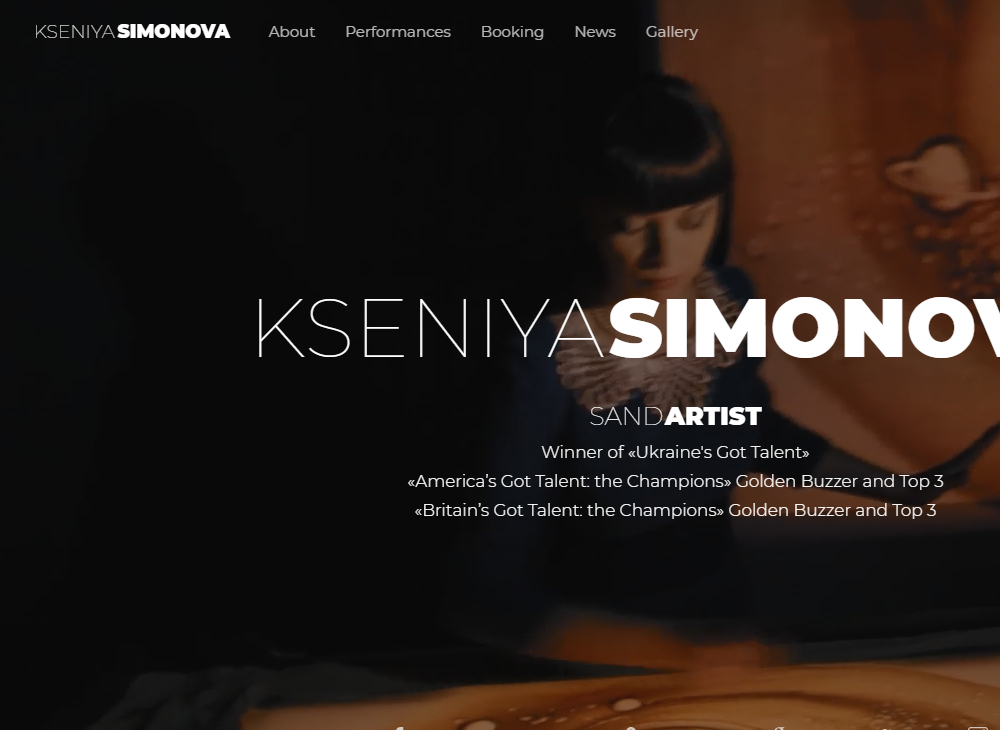 KSENIYASIMONOVA About Performances Booking News Gallery
KSENIYASIMONOV
SANDARTIST
Winner of «Ukraine's Got Talent»
«America’s Got Talent: the Champions» Golden Buzzer and Top 3
«Britain’s Got Talent: the Champions» Golden Buzzer and Top 3